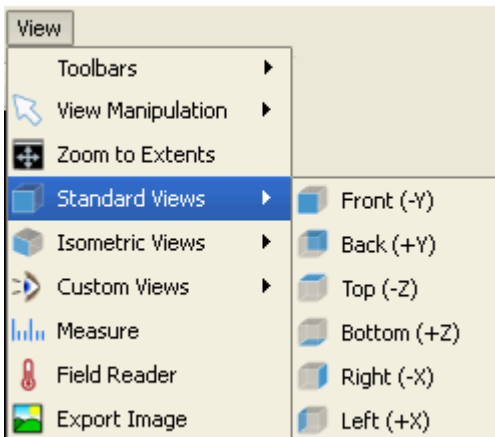 View
Toolbars
View Manipulation
Zoom to Extents
Standard Views
Isometric Views
Custom Views
Measure
Field Reader
Export Image
Front (-Y)
Back (+Y)
Top (-Z)
Bottom (+Z)
Right (-X)
Left (+X)